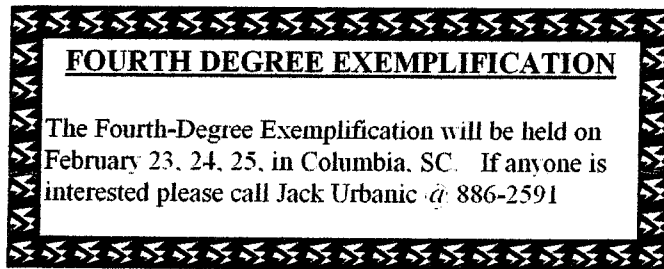 FOURTH DEGREE EXEMPLIFICATION
The Fourth-Degree Exemplification will be held on
February 23, 24, 25, in Columbia, SC. If anyone is
interested please call Jack Urbanic @ 886-2591